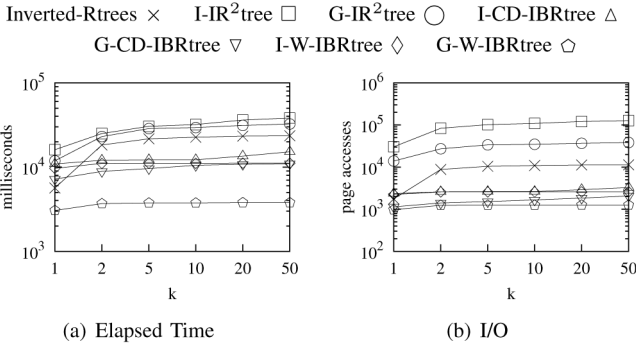 Inverted-Rtrees I-IR²tree G-IR²tree I-CD-IBRtree
G-CD-IBRtree I-W-IBRtree G-W-IBRtree
10⁵
10⁴
10³
milliseconds
1 2 5 10 20 50
k
(a) Elapsed Time
10⁶
10⁵
10⁴
10³
10²
page accesses
1 2 5 10 20 50
k
(b) I/O